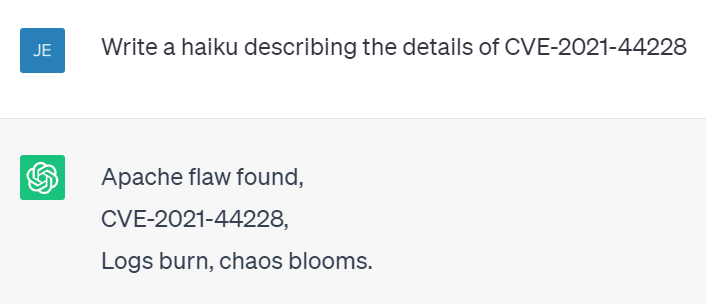 JE
Write a haiku describing the details of CVE-2021-44228
Apache flaw found,
CVE-2021-44228,
Logs burn, chaos blooms.